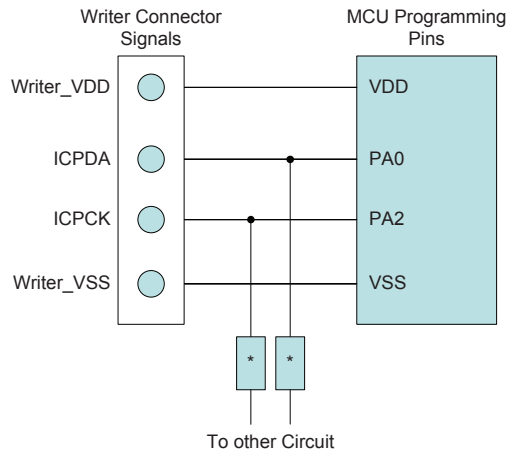 Writer Connector
Signals
MCU Programming
Pins
Writer_VDD
VDD
ICPDA
PA0
ICPCK
PA2
Writer_VSS
VSS
*
*
To other Circuit